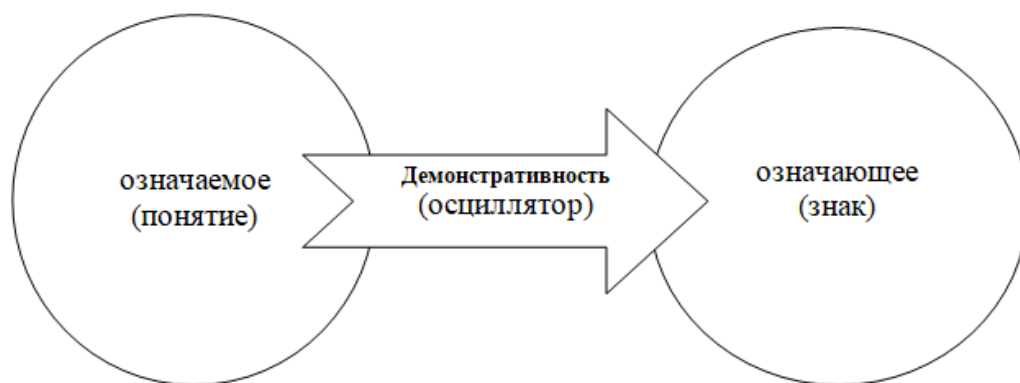 означаемое
(понятие)
Демонстративность
(осциллятор)
означающее
(знак)